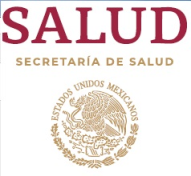 SALUD
SECRETARÍA DE SALUD
ESTADOS UNIDOS MEXICANOS